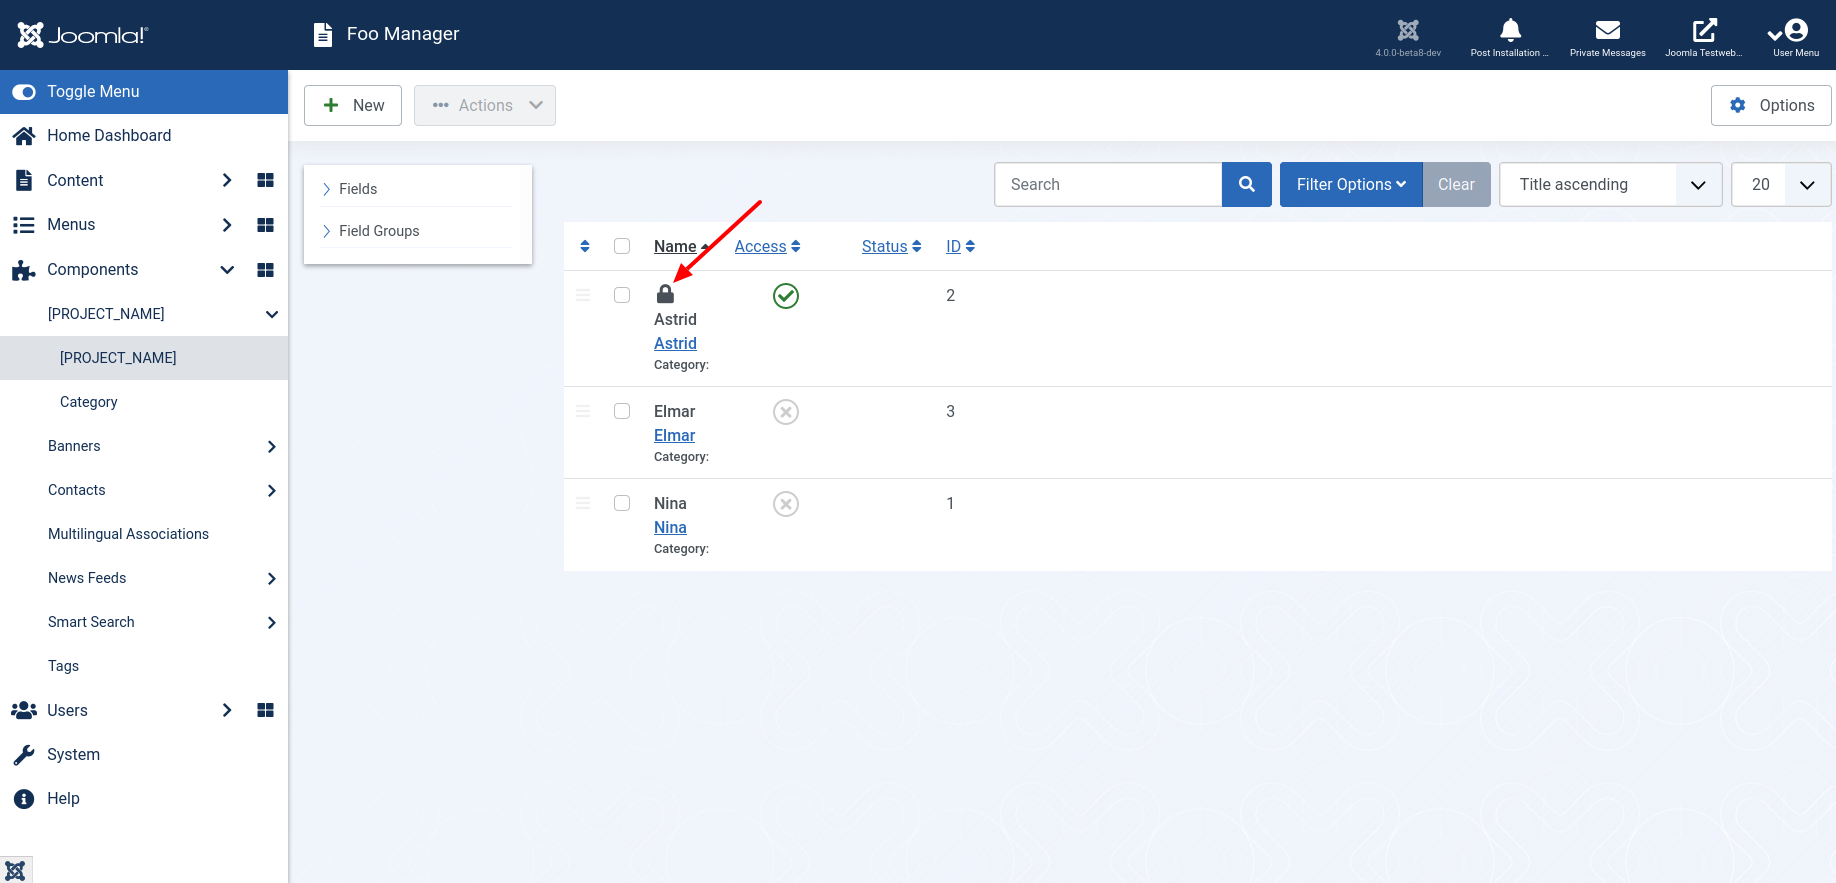 Joomla!
Foo Manager
4.0.0-beta8-dev
Post Installation ...
Private Messages
Joomla Testweb...
User Menu
Toggle Menu
Home Dashboard
Content
Menus
Components
[PROJECT_NAME]
[PROJECT_NAME]
Category
Banners
Contacts
Multilingual Associations
News Feeds
Smart Search
Tags
Users
System
Help
New
Actions
Options
Fields
Field Groups
Search
Filter Options
Clear
Title ascending
20
Name Access Status ID
Astrid
Astrid
Category:
2
Elmar
Elmar
Category:
3
Nina
Nina
Category:
1